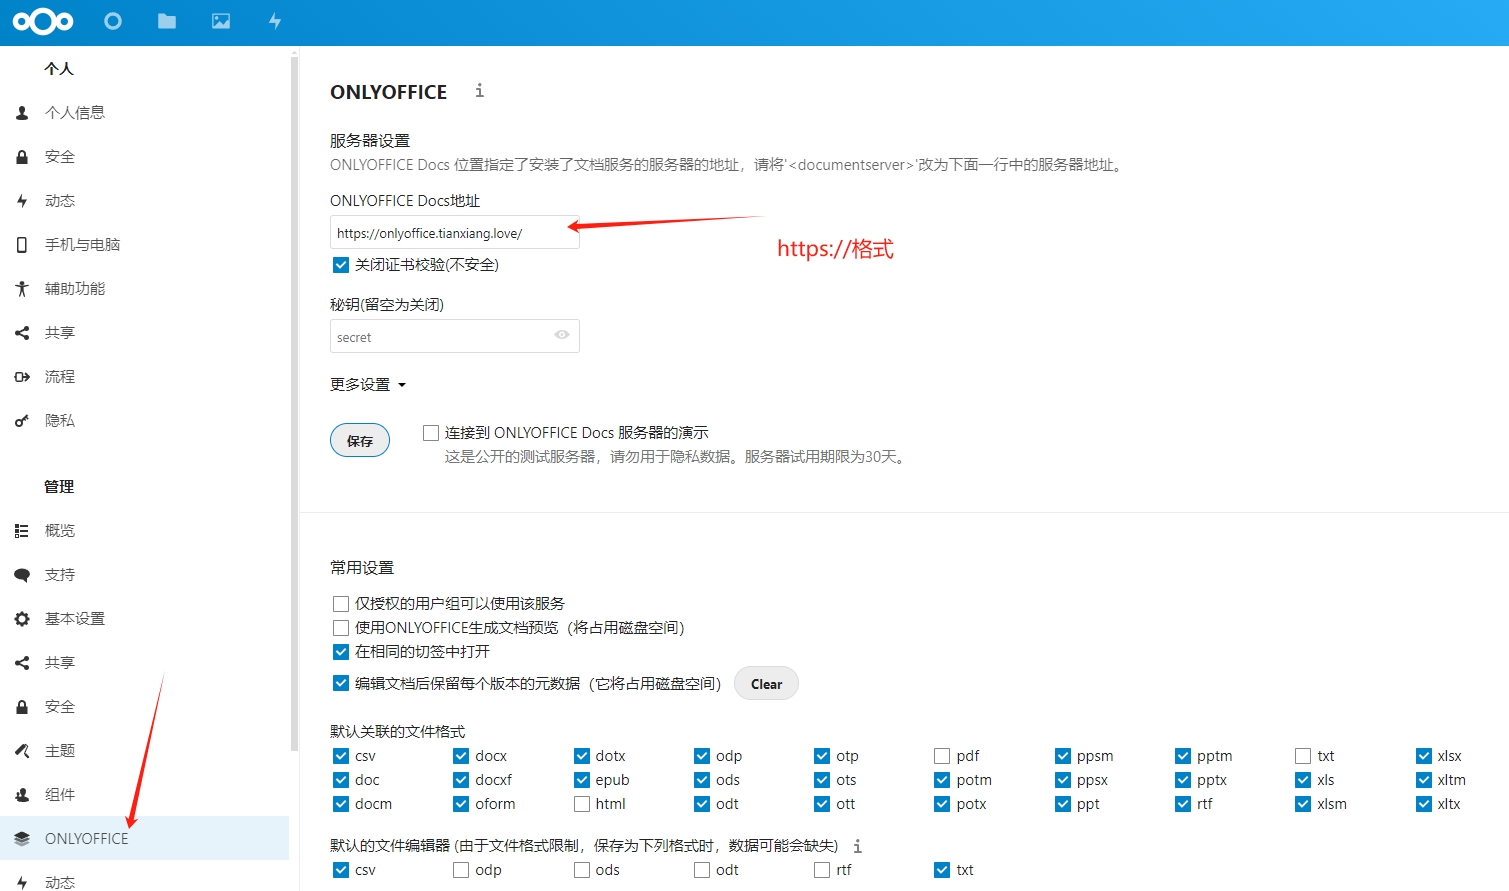 个人
个人信息
安全
动态
手机与电脑
辅助功能
共享
流程
隐私
管理
概览
支持
基本设置
共享
安全
主题
组件
ONLYOFFICE
动态
ONLYOFFICE
服务器设置
ONLYOFFICE Docs 位置指定了安装了文档服务的服务器的地址，请将'<documentserver>'改为下面一行中的服务器地址。
ONLYOFFICE Docs地址
https://onlyoffice.tianxiang.love/
https://格式
关闭证书校验(不安全)
秘钥(留空为关闭)
secret
更多设置
保存
连接到 ONLYOFFICE Docs 服务器的演示
这是公开的测试服务器，请勿用于隐私数据。服务器试用期限为30天。
常用设置
仅授权的用户组可以使用该服务
使用ONLYOFFICE生成文档预览（将占用磁盘空间）
在相同的切签中打开
编辑文档后保留每个版本的元数据（它将占用磁盘空间） Clear
默认关联的文件格式
csv docx dotx odp otp pdf ppsm pptm txt xlsx
doc docxf epub ods ots potm ppsx pptx xls xltm
docm oform html odt ott potx ppt rtf xlsm xltx
默认的文件编辑器 (由于文件格式限制，保存为下列格式时，数据可能会缺失)
csv odp ods odt rtf txt